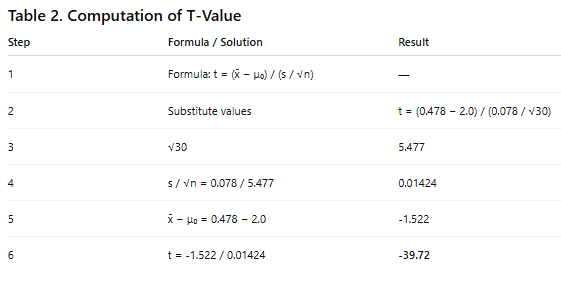 Table 2. Computation of T-Value
Step Formula / Solution Result
1 Formula: t = (x̄ − μ₀) / (s / √n) —
2 Substitute values t = (0.478 − 2.0) / (0.078 / √30)
3 √30 5.477
4 s / √n = 0.078 / 5.477 0.01424
5 x̄ − μ₀ = 0.478 − 2.0 -1.522
6 t = -1.522 / 0.01424 -39.72